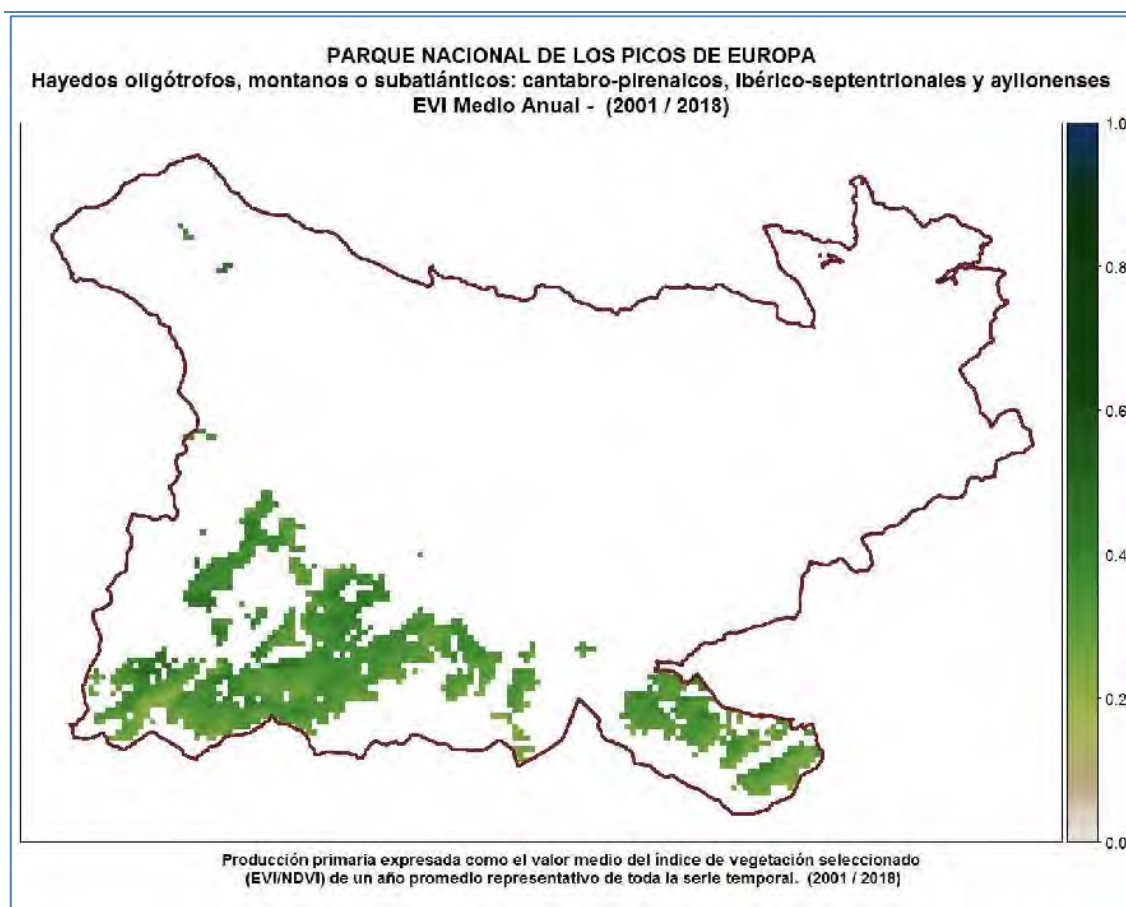 PARQUE NACIONAL DE LOS PICOS DE EUROPA
Hayedos oligótrofos, montanos o subatlánticos: cantabro-pirenaicos, ibérico-septentrionales y ayllonenses
EVI Medio Anual - (2001 / 2018)
1.0
0.8
0.6
0.4
0.2
0.0
Producción primaria expresada como el valor medio del índice de vegetación seleccionado
(EVI/NDVI) de un año promedio representativo de toda la serie temporal. (2001 / 2018)